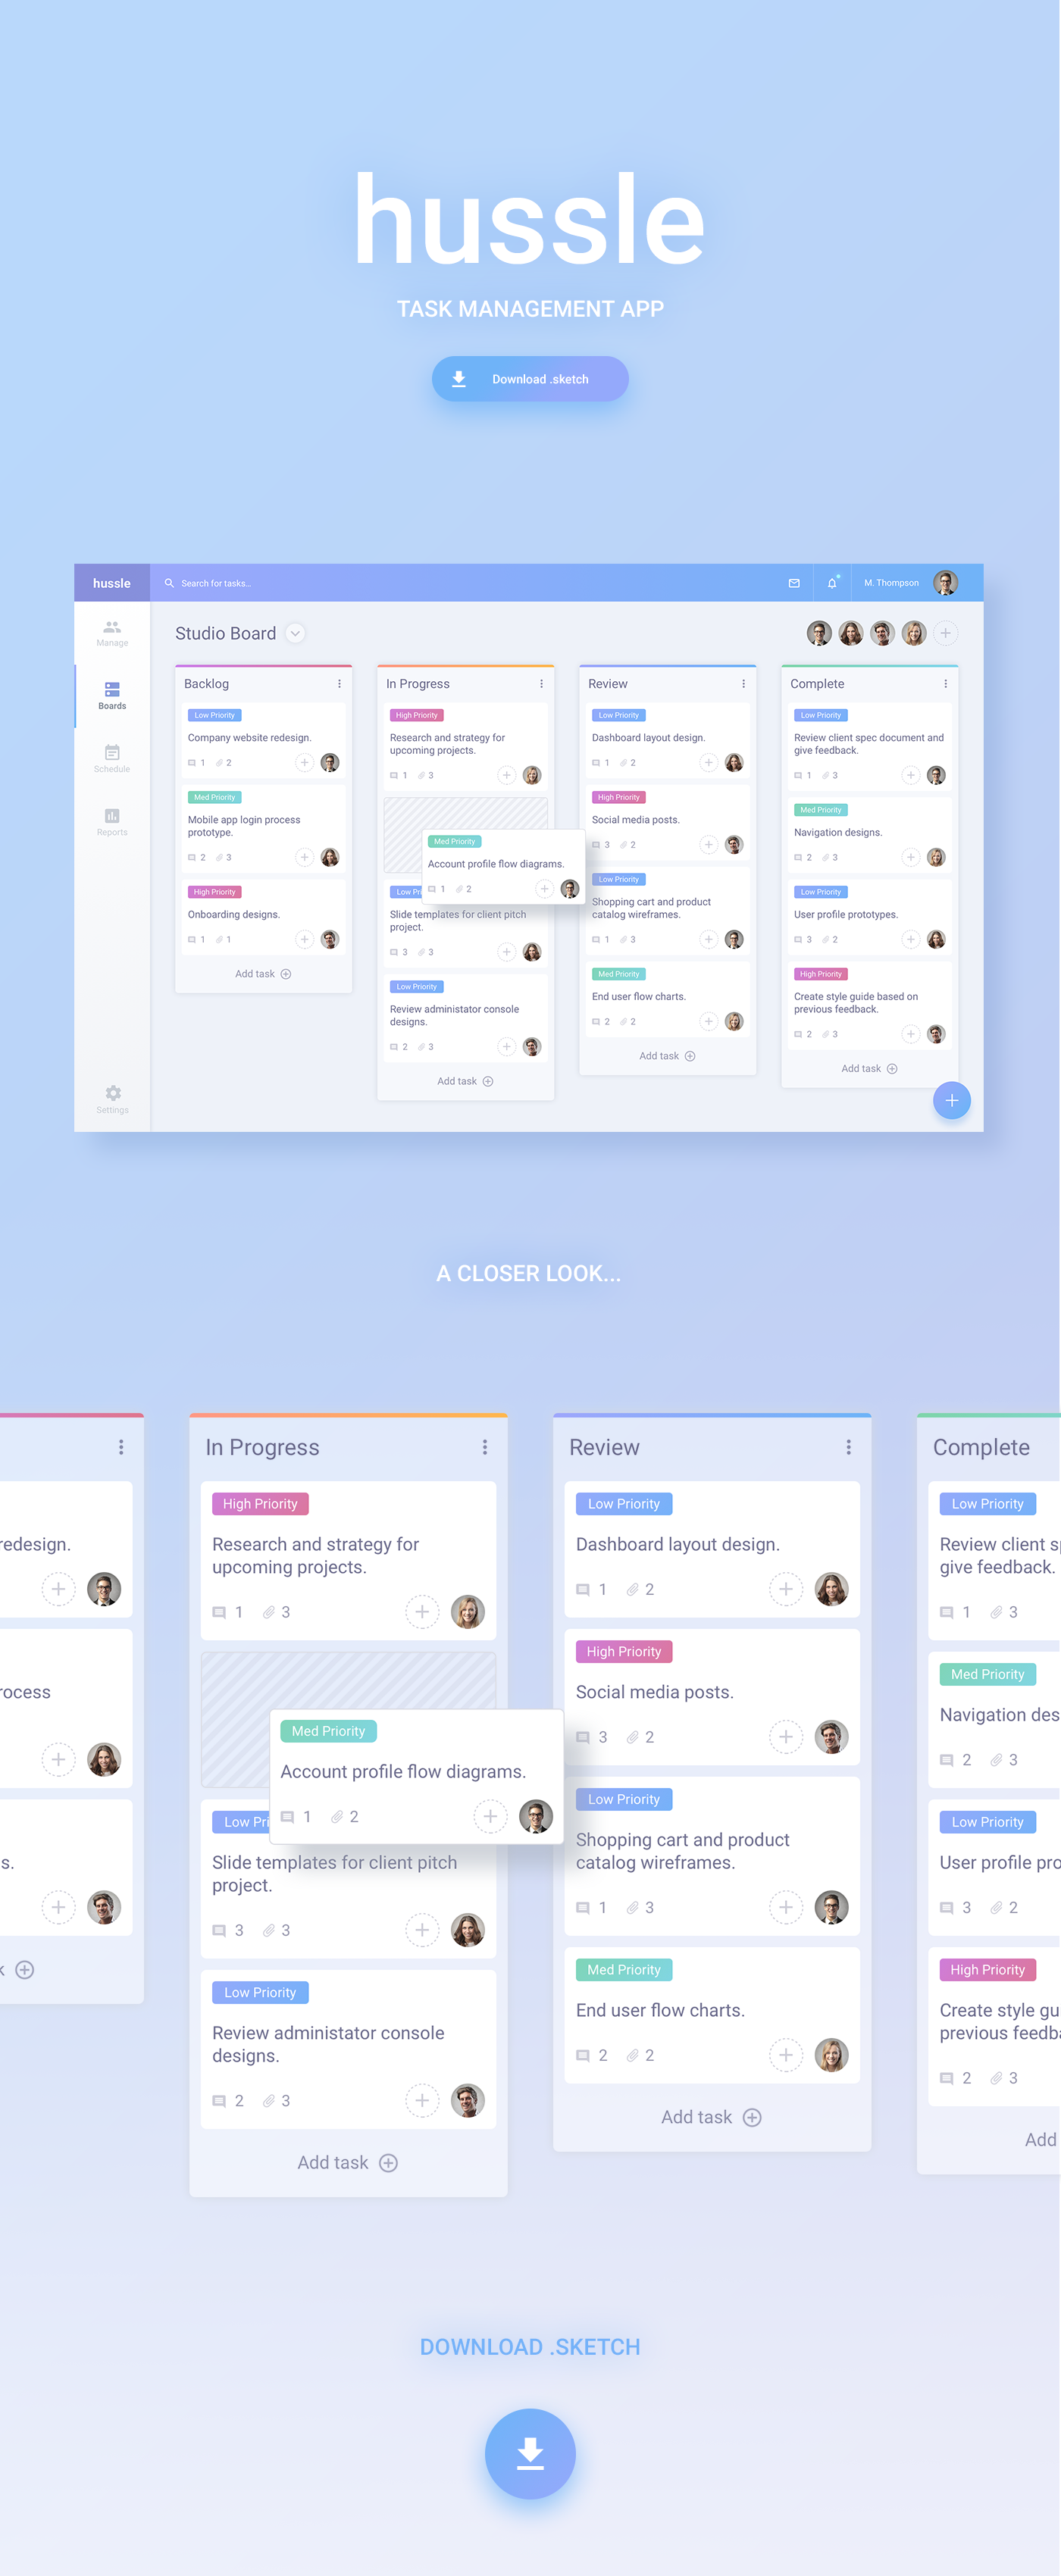 hussle
TASK MANAGEMENT APP
Download .sketch
hussle
Search for tasks...
M. Thompson
Manage
Boards
Schedule
Reports
Settings
Studio Board
Backlog
Low Priority
Company website redesign.
1 2
Med Priority
Mobile app login process
prototype.
2 3
High Priority
Onboarding designs.
1 1
Add task
In Progress
High Priority
Research and strategy for
upcoming projects.
1 3
Med Priority
Account profile flow diagrams.
1 2
Low Pr
Slide templates for client pitch
project.
3 3
Low Priority
Review administator console
designs.
2 3
Add task
Review
Low Priority
Dashboard layout design.
1 2
High Priority
Social media posts.
3 2
Low Priority
Shopping cart and product
catalog wireframes.
1 3
Med Priority
End user flow charts.
2 2
Add task
Complete
Low Priority
Review client spec document and
give feedback.
1 3
Med Priority
Navigation designs.
2 3
Low Priority
User profile prototypes.
3 2
High Priority
Create style guide based on
previous feedback.
2 3
Add task
A CLOSER LOOK...
redesign.
rocess
s.
k
In Progress
High Priority
Research and strategy for
upcoming projects.
1 3
Med Priority
Account profile flow diagrams.
1 2
Low Pri
Slide templates for client pitch
project.
3 3
Low Priority
Review administator console
designs.
2 3
Add task
Review
Low Priority
Dashboard layout design.
1 2
High Priority
Social media posts.
3 2
Low Priority
Shopping cart and product
catalog wireframes.
1 3
Med Priority
End user flow charts.
2 2
Add task
Complete
Low Priority
Review client sp
give feedback.
1 3
Med Priority
Navigation des
2 3
Low Priority
User profile pro
3 2
High Priority
Create style gu
previous feedba
2 3
Add
DOWNLOAD .SKETCH